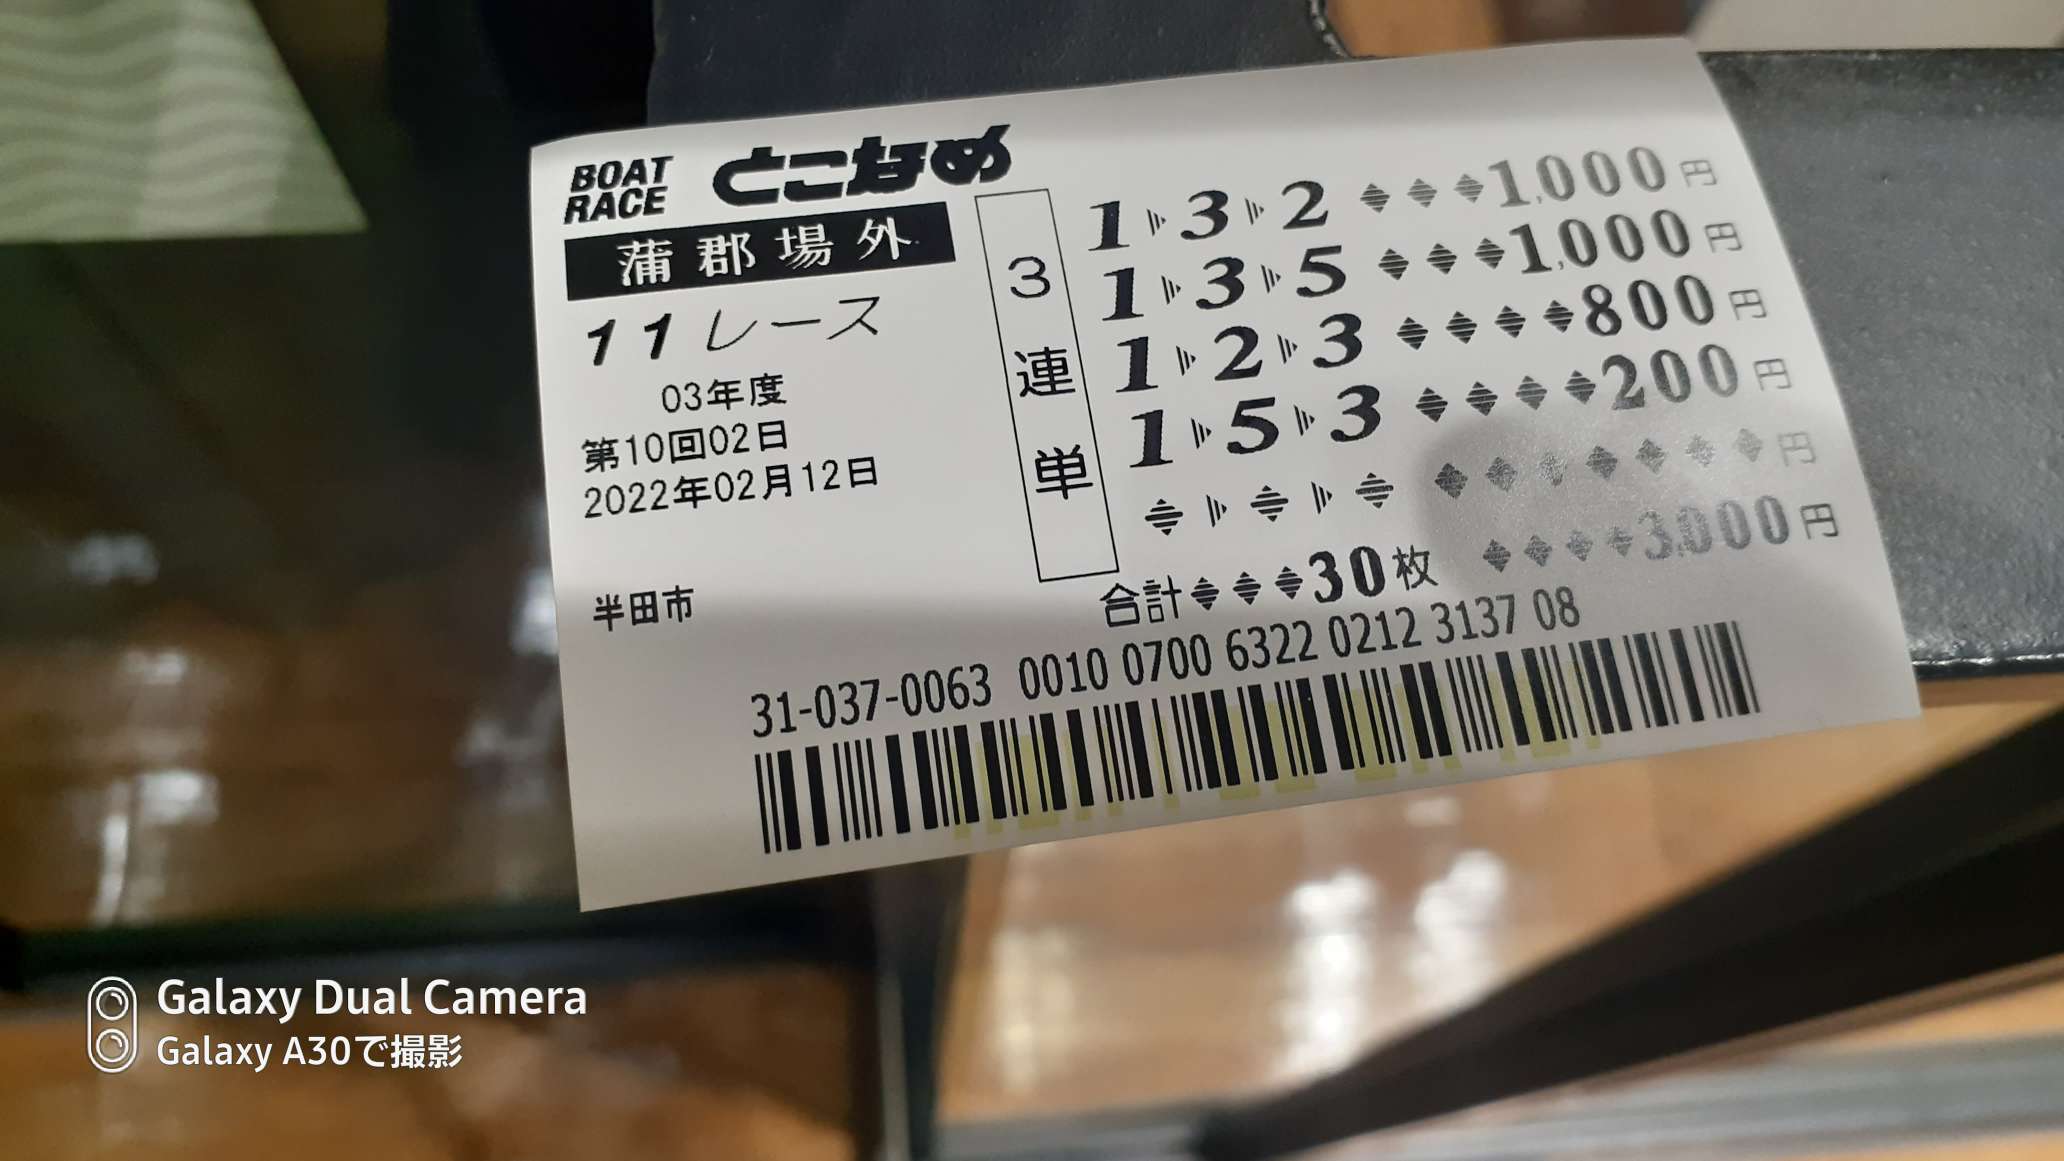 BOAT RACE とこなめ
蒲郡場外
11レース
03年度
第10回02日
2022年02月12日
半田市
3連単
1▷3▷2 ◆◆◆1,000円
1▷3▷5 ◆◆◆1,000円
1▷2▷3 ◆◆◆◆800円
1▷5▷3 ◆◆◆◆200円
◆▷◆▷◆ ◆◆◆◆◆◆◆円
合計◆◆◆30枚 ◆◆◆◆3,000円
31-037-0063 0010 0700 6322 0212 3137 08
Galaxy Dual Camera
Galaxy A30で撮影